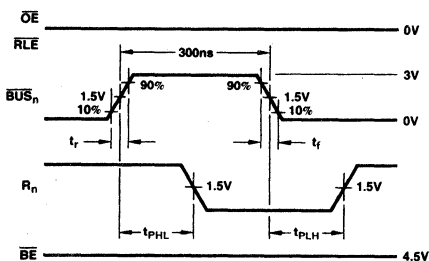 OE
0V
RLE
300ns
3V
90%
90%
1.5V
1.5V
BUSn
10%
10%
0V
tr
tf
Rn
1.5V
1.5V
tPHL
tPLH
BE
4.5V